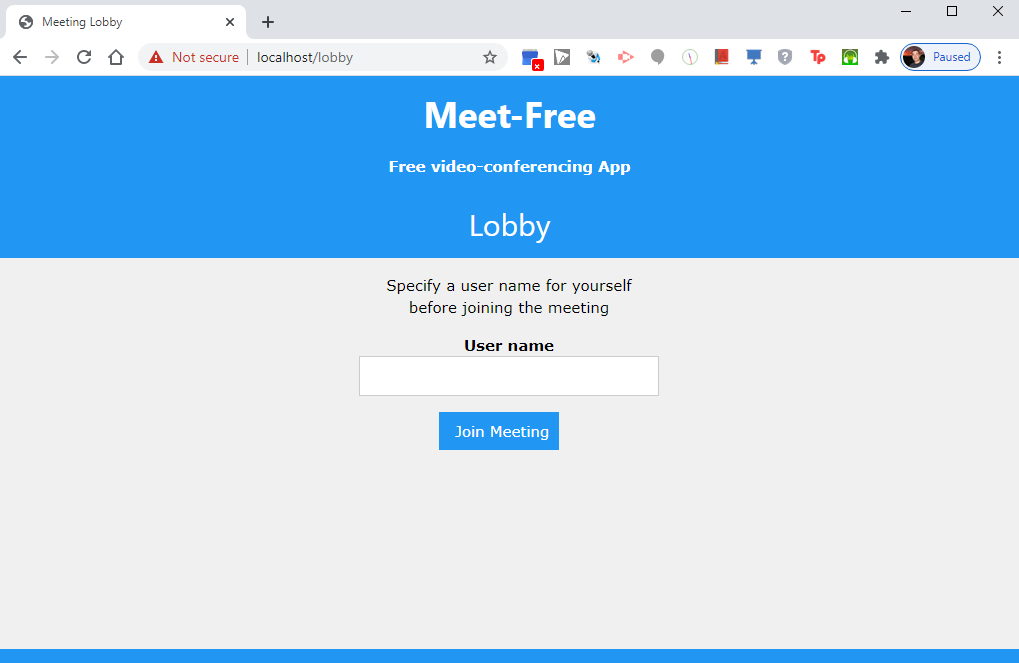 Meeting Lobby
Not secure
localhost/lobby
Tp
Paused
Meet-Free
Free video-conferencing App
Lobby
Specify a user name for yourself
before joining the meeting
User name
Join Meeting